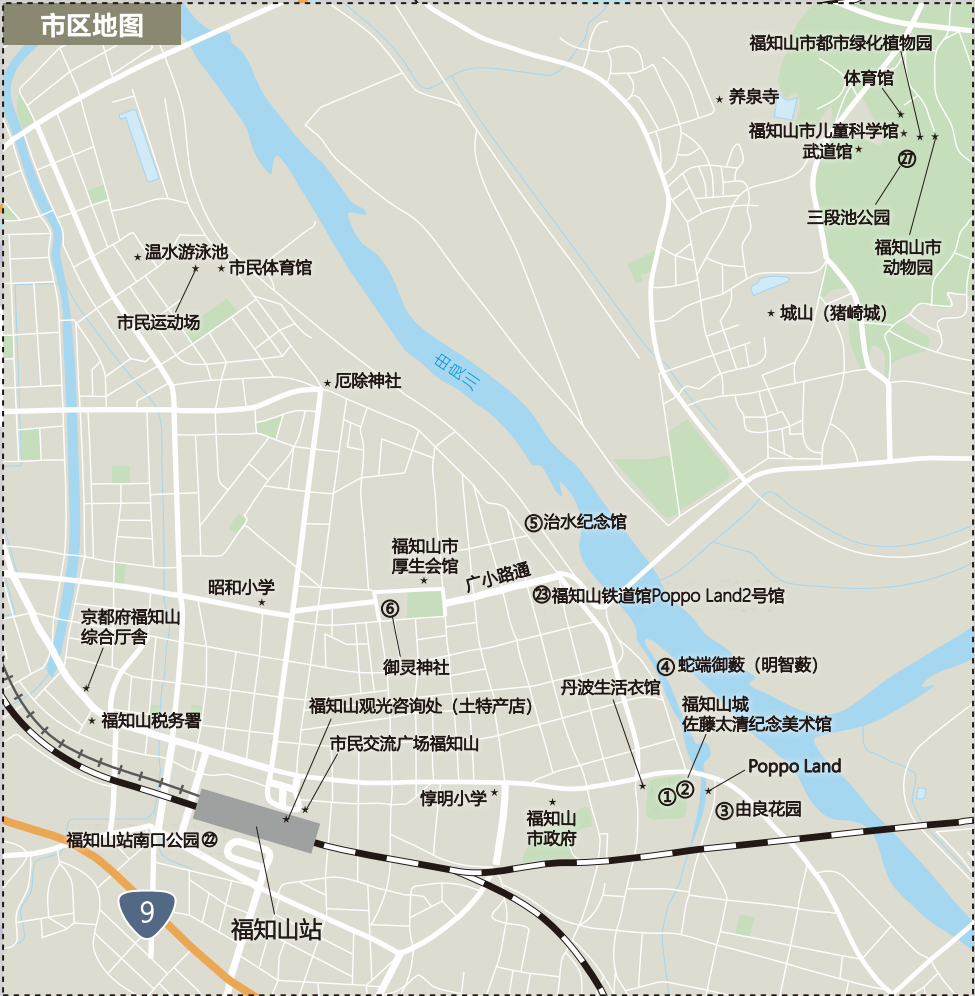 市区地图
福知山市都市绿化植物园
体育馆
养泉寺
福知山市儿童科学馆
武道馆
㉗
三段池公园
福知山市
动物园
温水游泳池
市民体育馆
市民运动场
城山（猪崎城）
由良川
厄除神社
⑤治水纪念馆
福知山市
厚生会馆
广小路通
昭和小学
㉓福知山铁道馆Poppo Land2号馆
⑥
京都府福知山
综合厅舍
御灵神社
④蛇端御薮（明智薮）
丹波生活衣馆
福知山城
佐藤太清纪念美术馆
福知山观光咨询处（土特产店）
福知山税务署
市民交流广场福知山
Poppo Land
惇明小学
①②
③由良花园
福知山
市政府
福知山站南口公园㉒
9
福知山站